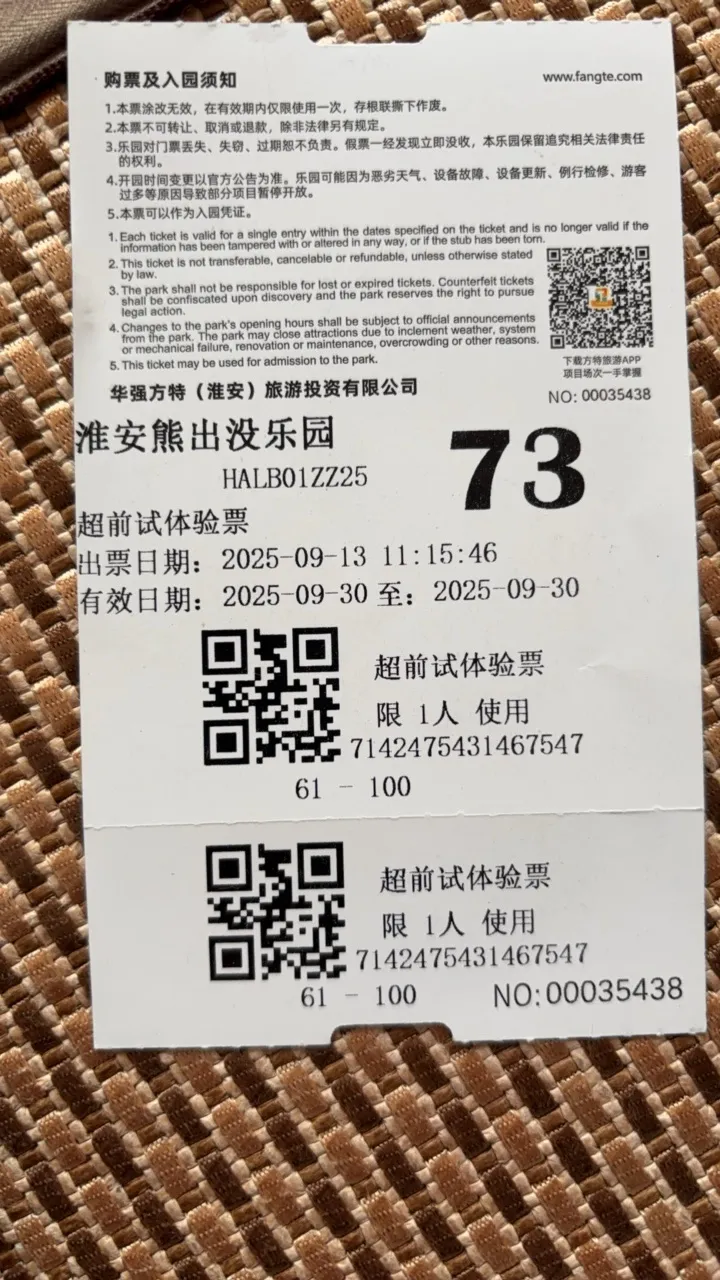 购票及入园须知
www.fangte.com
1.本票涂改无效，在有效期内仅限使用一次，存根联撕下作废。
2.本票不可转让、取消或退款，除非法律另有规定。
3.乐园对门票丢失、失窃、过期恕不负责。假票一经发现立即没收，本乐园保留追究相关法律责任
的权利。
4.开园时间变更以官方公告为准。乐园可能因为恶劣天气、设备故障、设备更新、例行检修、游客
过多等原因导致部分项目暂停开放。
5.本票可以作为入园凭证。
1. Each ticket is valid for a single entry within the dates specified on the ticket and is no longer valid if the
information has been tampered with or altered in any way, or if the stub has been torn.
2. This ticket is not transferable, cancelable or refundable, unless otherwise stated
by law.
3. The park shall not be responsible for lost or expired tickets. Counterfeit tickets
shall be confiscated upon discovery and the park reserves the right to pursue
legal action.
4. Changes to the park's opening hours shall be subject to official announcements
from the park. The park may close attractions due to inclement weather, system
or mechanical failure, renovation or maintenance, overcrowding or other reasons.
5. This ticket may be used for admission to the park.
下载方特旅游APP
项目场次一手掌握
华强方特（淮安）旅游投资有限公司
NO: 00035438
淮安熊出没乐园
HALB01ZZ25
73
超前试体验票
出票日期：2025-09-13 11:15:46
有效日期：2025-09-30 至：2025-09-30
超前试体验票
限 1人 使用
7142475431467547
61 - 100
超前试体验票
限 1人 使用
7142475431467547
61 - 100
NO:00035438